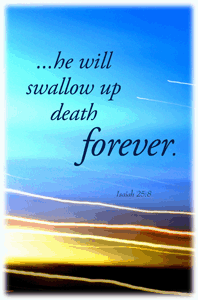 ...he will
swallow up
death
forever.
Isaiah 25:8